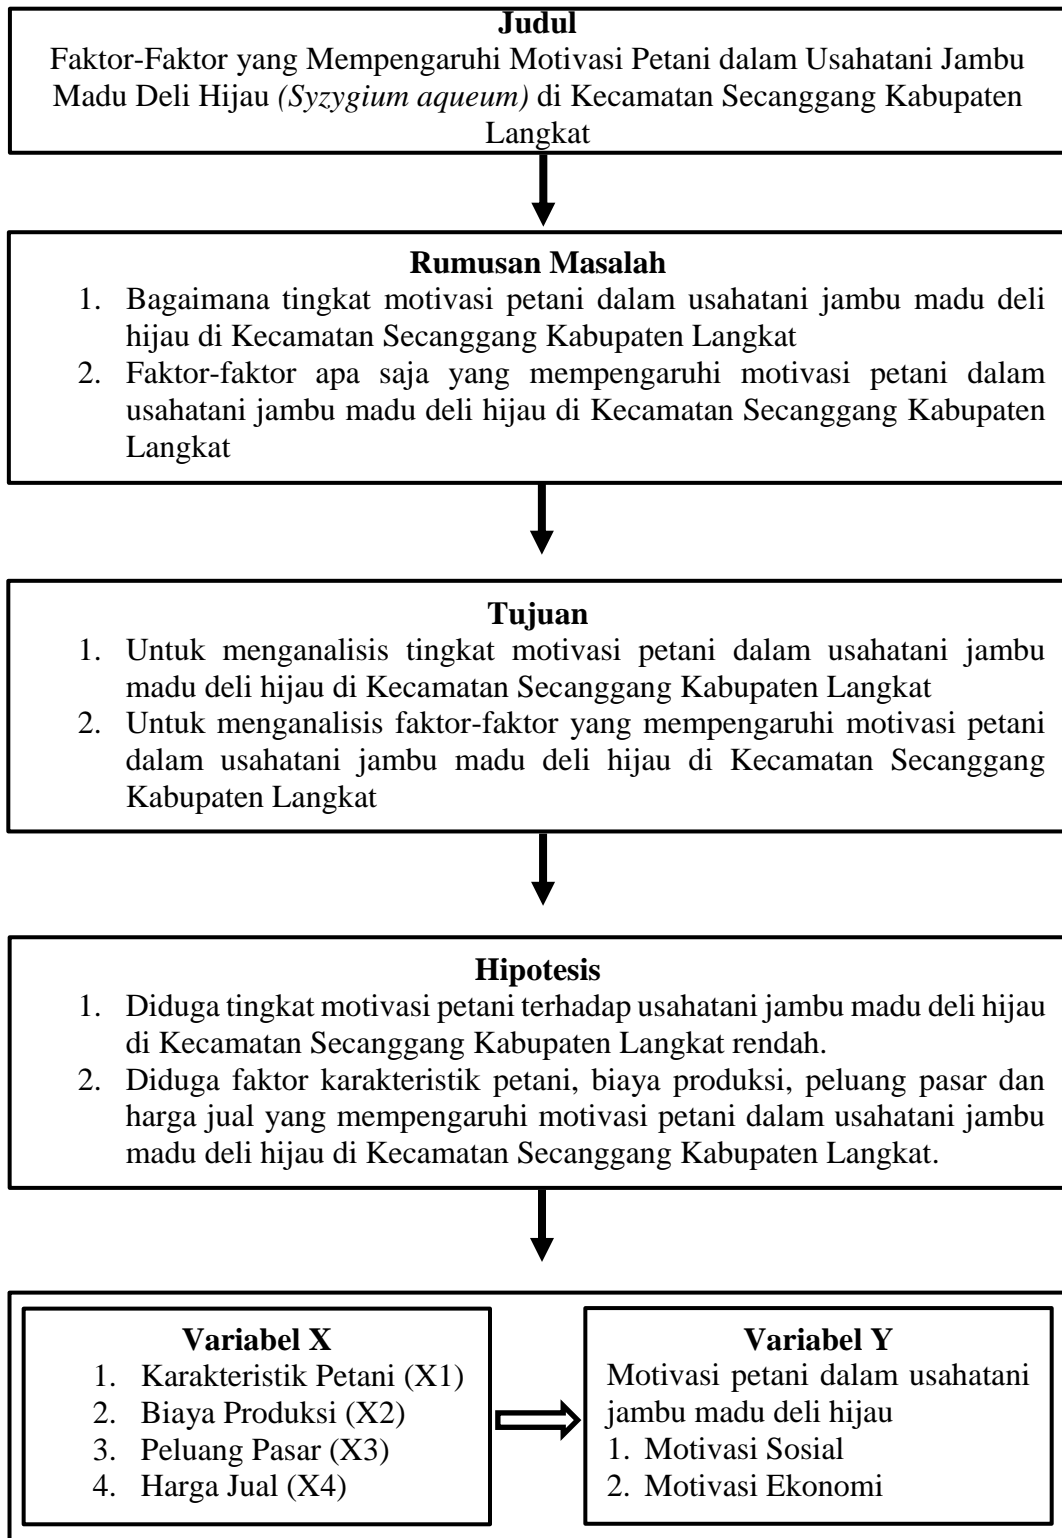 Judul
Faktor-Faktor yang Mempengaruhi Motivasi Petani dalam Usahatani Jambu
Madu Deli Hijau (Syzygium aqueum) di Kecamatan Secanggang Kabupaten
Langkat
Rumusan Masalah
1. Bagaimana tingkat motivasi petani dalam usahatani jambu madu deli
hijau di Kecamatan Secanggang Kabupaten Langkat
2. Faktor-faktor apa saja yang mempengaruhi motivasi petani dalam
usahatani jambu madu deli hijau di Kecamatan Secanggang Kabupaten
Langkat
Tujuan
1. Untuk menganalisis tingkat motivasi petani dalam usahatani jambu
madu deli hijau di Kecamatan Secanggang Kabupaten Langkat
2. Untuk menganalisis faktor-faktor yang mempengaruhi motivasi petani
dalam usahatani jambu madu deli hijau di Kecamatan Secanggang
Kabupaten Langkat
Hipotesis
1. Diduga tingkat motivasi petani terhadap usahatani jambu madu deli hijau
di Kecamatan Secanggang Kabupaten Langkat rendah.
2. Diduga faktor karakteristik petani, biaya produksi, peluang pasar dan
harga jual yang mempengaruhi motivasi petani dalam usahatani jambu
madu deli hijau di Kecamatan Secanggang Kabupaten Langkat.
Variabel X
1. Karakteristik Petani (X1)
2. Biaya Produksi (X2)
3. Peluang Pasar (X3)
4. Harga Jual (X4)
Variabel Y
Motivasi petani dalam usahatani
jambu madu deli hijau
1. Motivasi Sosial
2. Motivasi Ekonomi